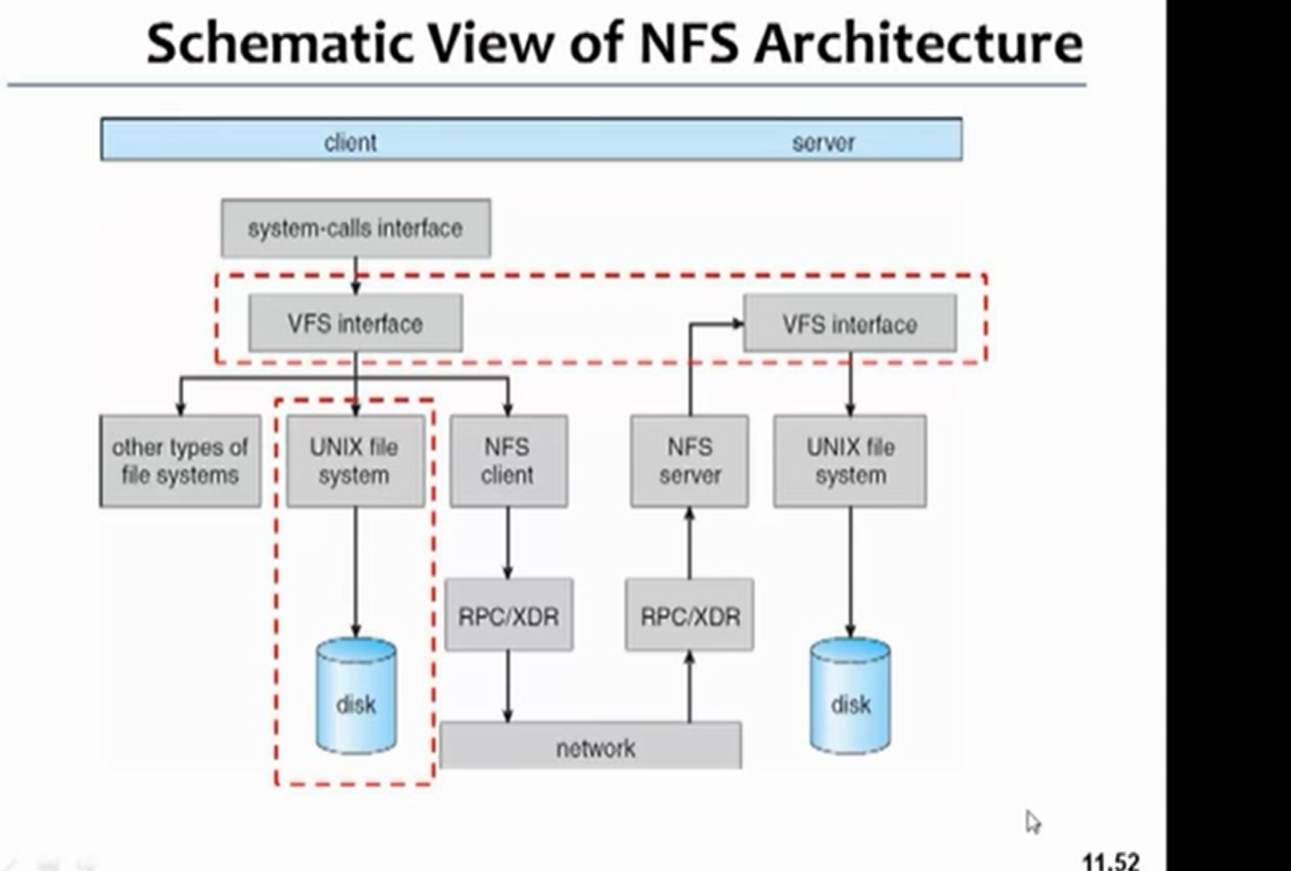 Schematic View of NFS Architecture
client
server
system-calls interface
VFS interface
VFS interface
other types of
file systems
UNIX file
system
NFS
client
NFS
server
UNIX file
system
RPC/XDR
RPC/XDR
disk
disk
network
11.52